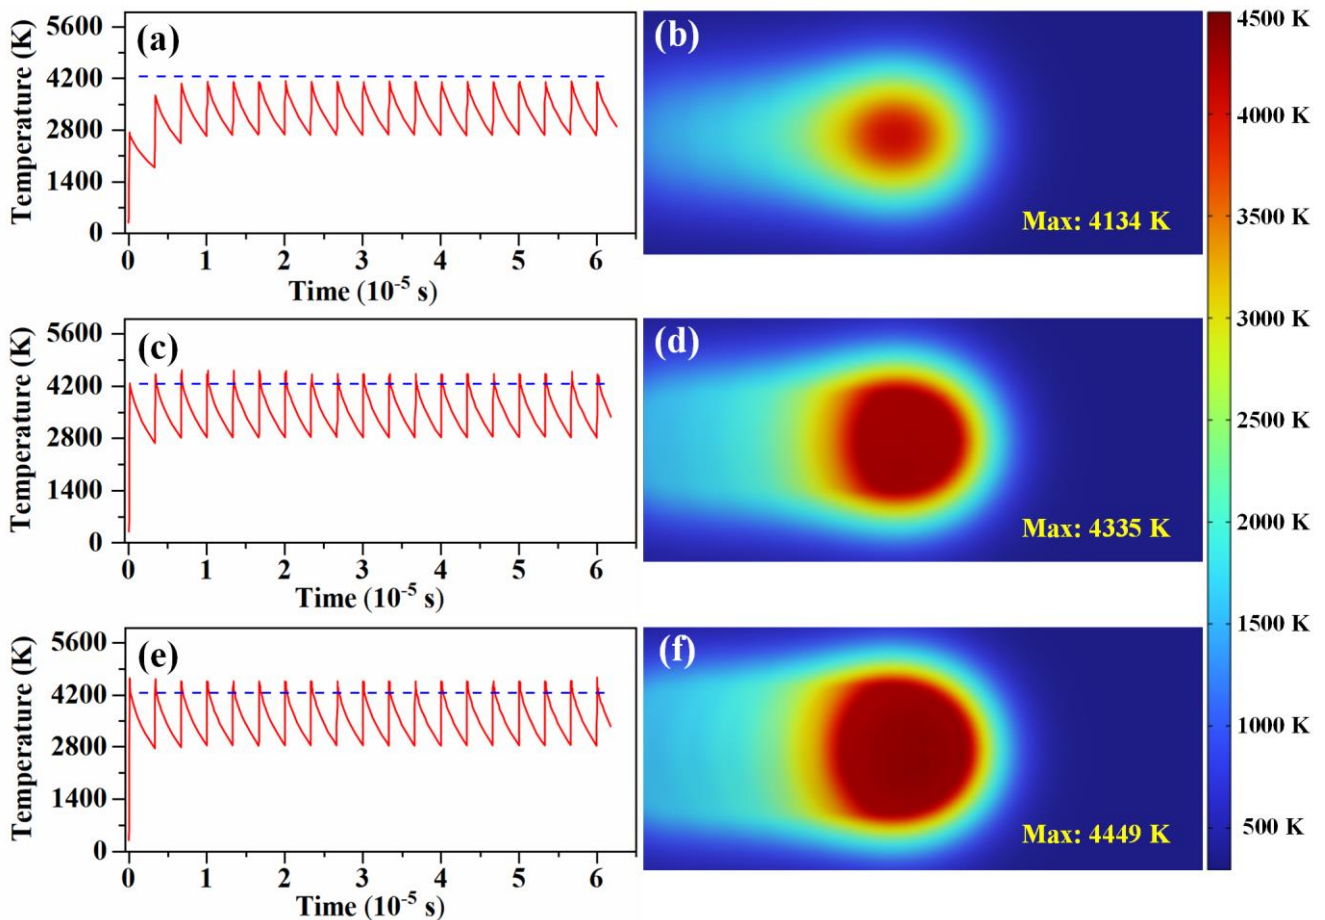 (a)
Temperature (K)
5600
4200
2800
1400
0
0 1 2 3 4 5 6
Time (10⁻⁵ s)
(b)
Max: 4134 K
(c)
Temperature (K)
5600
4200
2800
1400
0
0 1 2 3 4 5 6
Time (10⁻⁵ s)
(d)
Max: 4335 K
(e)
Temperature (K)
5600
4200
2800
1400
0
0 1 2 3 4 5 6
Time (10⁻⁵ s)
(f)
Max: 4449 K
4500 K
4000 K
3500 K
3000 K
2500 K
2000 K
1500 K
1000 K
500 K